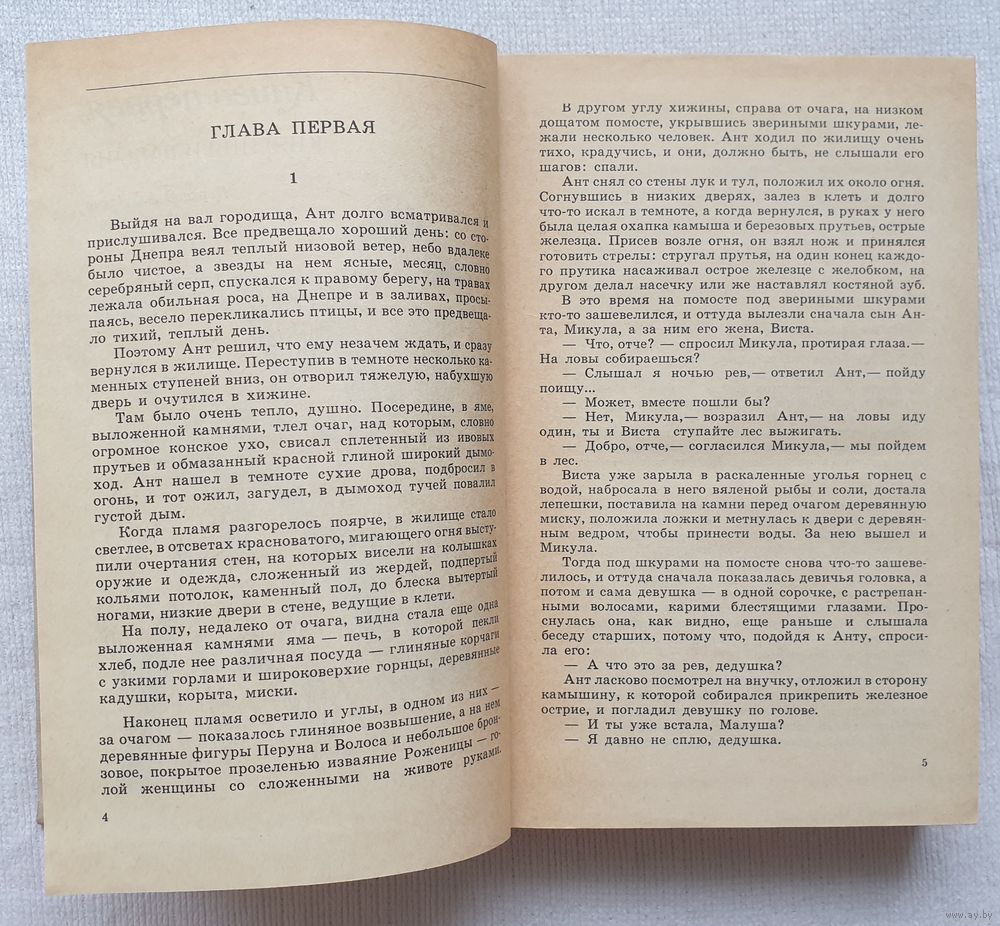 ГЛАВА ПЕРВАЯ
1
Выйдя на вал городища, Ант долго всматривался и
прислушивался. Все предвещало хороший день: со сто-
роны Днепра веял теплый низовой ветер, небо вдалеке
было чистое, а звезды на нем ясные, месяц, словно
серебряный серп, спускался к правому берегу, на травах
лежала обильная роса, на Днепре и в заливах, просы-
паясь, весело перекликались птицы, и все это предвеща-
ло тихий, теплый день.
Поэтому Ант решил, что ему незачем ждать, и сразу
вернулся в жилище. Переступив в темноте несколько ка-
менных ступеней вниз, он отворил тяжелую, набухшую
дверь и очутился в хижине.
Там было очень тепло, душно. Посередине, в яме,
выложенной камнями, тлел очаг, над которым, словно
огромное конское ухо, свисал сплетенный из ивовых
прутьев и обмазанный красной глиной широкий дымо-
ход. Ант нашел в темноте сухие дрова, подбросил в
огонь, и тот ожил, загудел, в дымоход тучей повалил
густой дым.
Когда пламя разгорелось поярче, в жилище стало
светлее, в отсветах красноватого, мигающего огня высту-
пили очертания стен, на которых висели на колышках
оружие и одежда, сложенный из жердей, подпертый
кольями потолок, каменный пол, до блеска вытертый
ногами, низкие двери в стене, ведущие в клети.
На полу, недалеко от очага, видна стала еще одна
выложенная камнями яма — печь, в которой пекли
хлеб, подле нее различная посуда — глиняные корчаги
с узкими горлами и широковерхие горнцы, деревянные
кадушки, корыта, миски.
Наконец пламя осветило и углы, в одном из них —
за очагом — показалось глиняное возвышение, а на нем
деревянные фигуры Перуна и Волоса и небольшое брон-
зовое, покрытое прозеленью изваяние Роженицы — го-
лой женщины со сложенными на животе руками.
4
В другом углу хижины, справа от очага, на низком
дощатом помосте, укрывшись звериными шкурами, ле-
жали несколько человек. Ант ходил по жилищу очень
тихо, крадучись, и они, должно быть, не слышали его
шагов: спали.
Ант снял со стены лук и тул, положил их около огня.
Согнувшись в низких дверях, залез в клеть и долго
что-то искал в темноте, а когда вернулся, в руках у него
была целая охапка камыша и березовых прутьев, острые
железца. Присев возле огня, он взял нож и принялся
готовить стрелы: стругал прутья, на один конец каждо-
го прутика насаживал острое железце с желобком, на
другом делал насечку или же наставлял костяной зуб.
В это время на помосте под звериными шкурами
кто-то зашевелился, и оттуда вылезли сначала сын Ан-
та, Микула, а за ним его жена, Виста.
— Что, отче? — спросил Микула, протирая глаза.—
На ловы собираешься?
— Слышал я ночью рев,— ответил Ант,— пойду
поищу...
— Может, вместе пошли бы?
— Нет, Микула,— возразил Ант,— на ловы иду
один, ты и Виста ступайте лес выжигать.
— Добро, отче,— согласился Микула,— мы пойдем
в лес.
Виста уже зарыла в раскаленные уголья горнец с
водой, набросала в него вяленой рыбы и соли, достала
лепешки, поставила на камни перед очагом деревянную
миску, положила ложки и метнулась к двери с деревян-
ным ведром, чтобы принести воды. За нею вышел и
Микула.
Тогда под шкурами на помосте снова что-то зашеве-
лилось, и оттуда сначала показалась девичья головка, а
потом и сама девушка — в одной сорочке, с растрепан-
ными волосами, карими блестящими глазами. Про-
снулась она, как видно, еще раньше и слышала
беседу старших, потому что, подойдя к Анту, спроси-
ла его:
— А что это за рев, дедушка?
Ант ласково посмотрел на внучку, отложил в сторону
камышину, к которой собирался прикрепить железное
острие, и погладил девушку по голове.
— И ты уже встала, Малуша?
— Я давно не сплю, дедушка.
5
www.ay.by